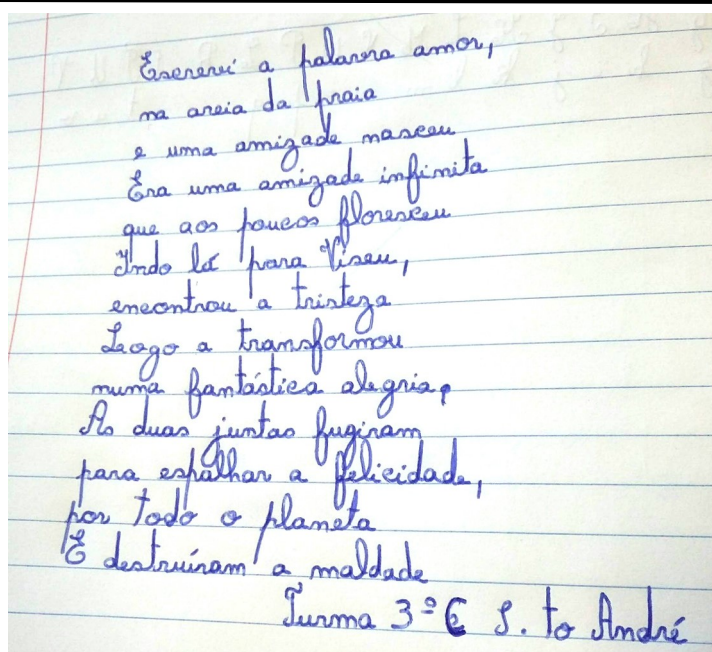 Escrevi a palavra amor,
na areia da praia
e uma amizade nasceu
Era uma amizade infinita
que aos poucos floresceu
Indo lá para Viseu,
encontrou a tristeza
Logo a transformou
numa fantástica alegria,
As duas juntas fugiram
para espalhar a felicidade,
por todo o planeta
E destruíram a maldade
Turma 3º E S. to André